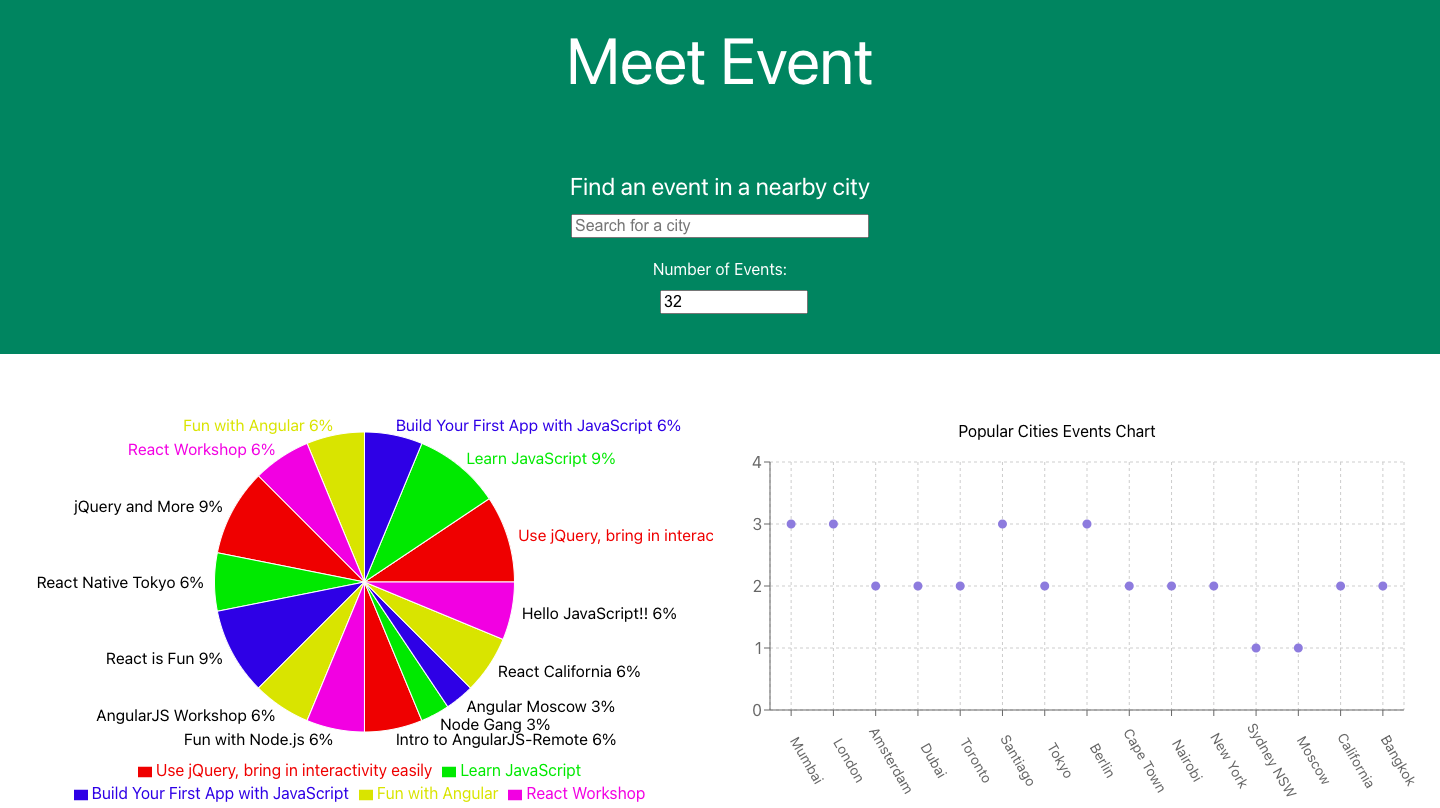 Meet Event
Find an event in a nearby city
Search for a city
Number of Events:
32
Fun with Angular 6%
Build Your First App with JavaScript 6%
React Workshop 6%
Learn JavaScript 9%
jQuery and More 9%
Use jQuery, bring in interac
React Native Tokyo 6%
Hello JavaScript!! 6%
React is Fun 9%
React California 6%
Angular Moscow 3%
AngularJS Workshop 6%
Node Gang 3%
Fun with Node.js 6%
Intro to AngularJS-Remote 6%
Use jQuery, bring in interactivity easily
Learn JavaScript
Build Your First App with JavaScript
Fun with Angular
React Workshop
Popular Cities Events Chart
4
3
2
1
0
Mumbai
London
Amsterdam
Dubai
Toronto
Santiago
Tokyo
Berlin
Cape Town
Nairobi
New York
Sydney NSW
Moscow
California
Bangkok